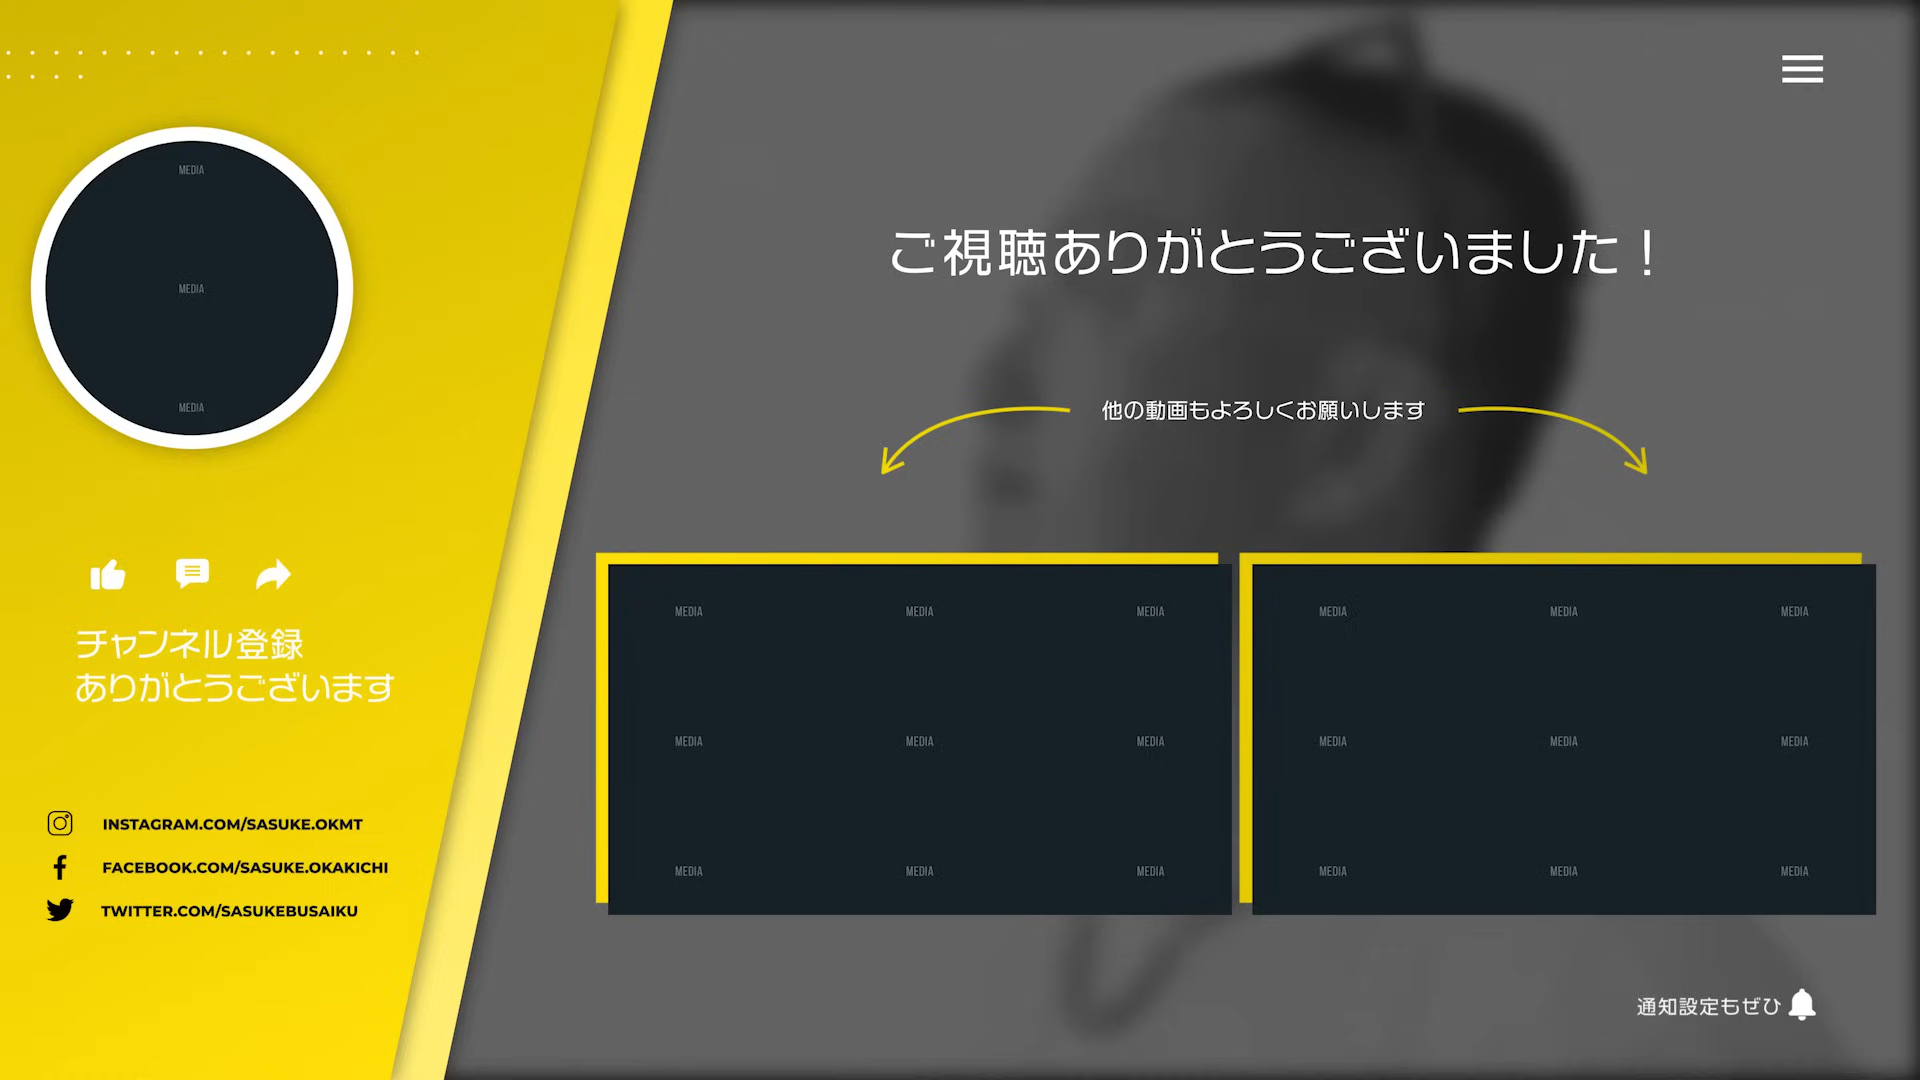 MEDIA
MEDIA
MEDIA
チャンネル登録
ありがとうございます
INSTAGRAM.COM/SASUKE.OKMT
FACEBOOK.COM/SASUKE.OKAKICHI
TWITTER.COM/SASUKEBUSAIKU
ご視聴ありがとうございました！
他の動画もよろしくお願いします
MEDIA MEDIA MEDIA
MEDIA MEDIA MEDIA
MEDIA MEDIA MEDIA
MEDIA MEDIA MEDIA
MEDIA MEDIA MEDIA
MEDIA MEDIA MEDIA
通知設定もぜひ